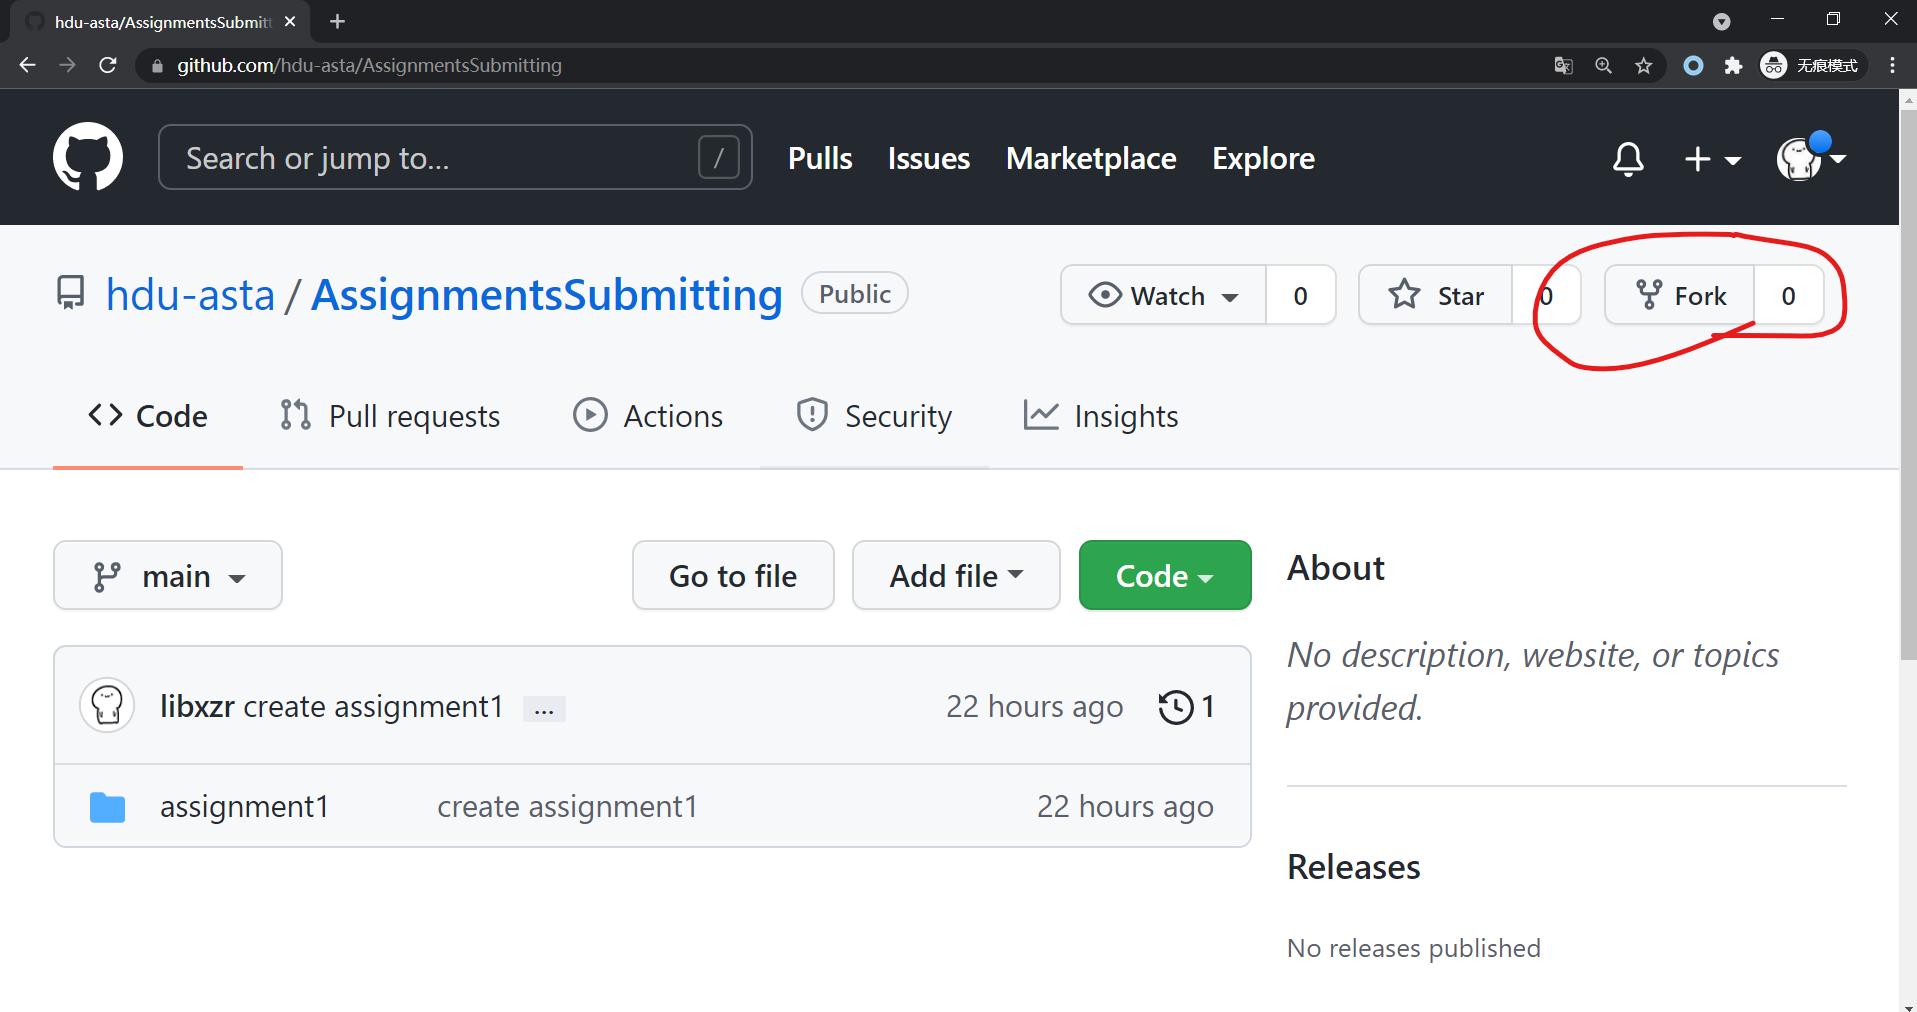 hdu-asta/AssignmentsSubmitt
github.com/hdu-asta/AssignmentsSubmitting
无痕模式
Search or jump to... /
Pulls Issues Marketplace Explore
hdu-asta / AssignmentsSubmitting Public
Watch 0 Star 0 Fork 0
Code Pull requests Actions Security Insights
main Go to file Add file Code
About
No description, website, or topics
provided.
libxzr create assignment1 ... 22 hours ago 1
assignment1 create assignment1 22 hours ago
Releases
No releases published